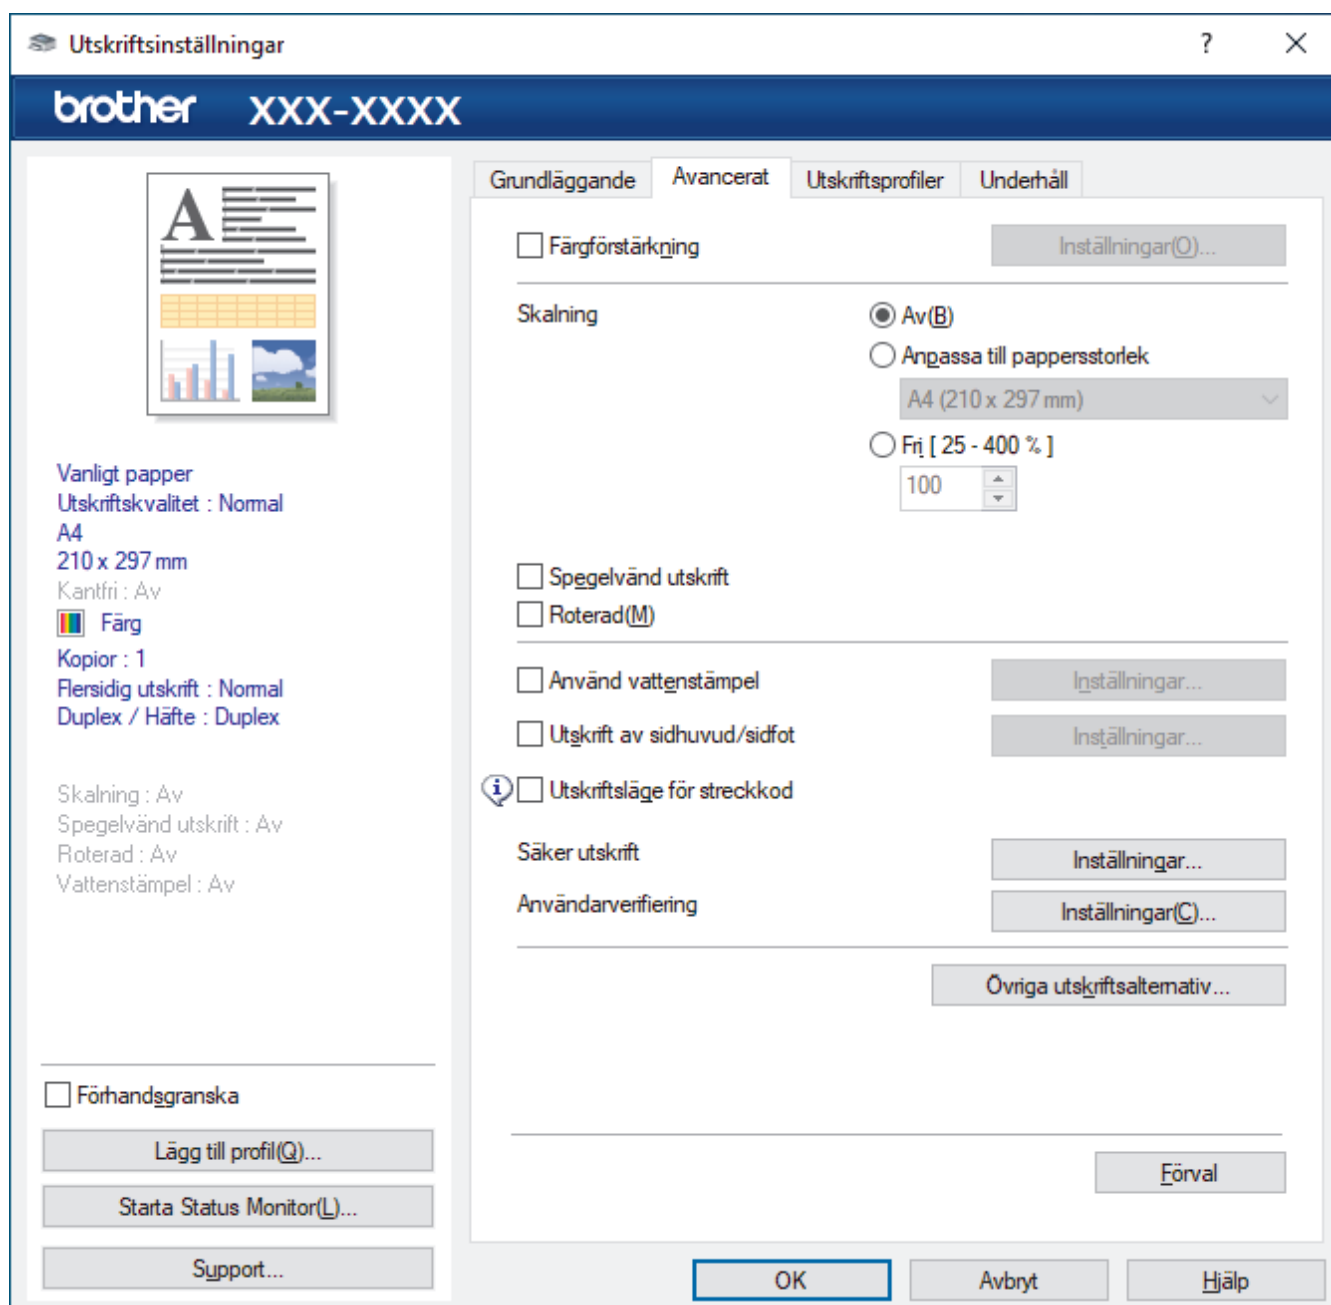 Utskriftsinställningar ?
brother XXX-XXXX
A
Vanligt papper
Utskriftskvalitet : Normal
A4
210 x 297 mm
Kantfri : Av
Färg
Kopior : 1
Flersidig utskrift : Normal
Duplex / Häfte : Duplex
Skalning : Av
Spegelvänd utskrift : Av
Roterad : Av
Vattenstämpel : Av
Förhandsgranska
Lägg till profil(Q)...
Starta Status Monitor(L)...
Support...
Grundläggande Avancerat Utskriftsprofiler Underhåll
Färgförstärkning Inställningar(O)...
Skalning Av(B)
Anpassa till pappersstorlek
A4 (210 x 297 mm)
Fri [ 25 - 400 % ]
100
Spegelvänd utskrift
Roterad(M)
Använd vattenstämpel Inställningar...
Utskrift av sidhuvud/sidfot Inställningar...
Utskriftsläge för streckkod
Säker utskrift Inställningar...
Användarverifiering Inställningar(C)...
Övriga utskriftsalternativ...
Förval
OK Avbryt Hjälp